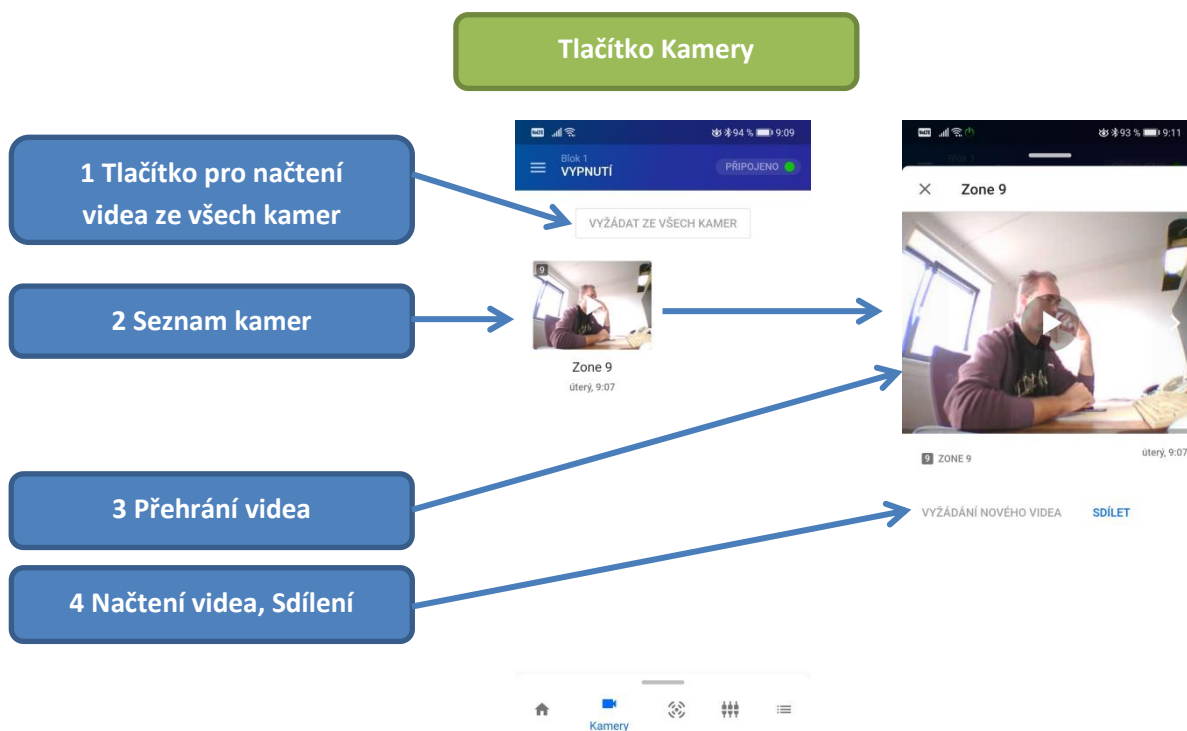 Tlačítko Kamery
1 Tlačítko pro načtení
videa ze všech kamer
2 Seznam kamer
3 Přehrání videa
4 Načtení videa, Sdílení
94 % 9:09
Blok 1
VYPNUTÍ
PŘIPOJENO
VYŽÁDAT ZE VŠECH KAMER
9
Zone 9
úterý, 9:07
Kamery
93 % 9:11
Blok 1
Zone 9
9 ZONE 9
úterý, 9:07
VYŽÁDÁNÍ NOVÉHO VIDEA SDÍLET